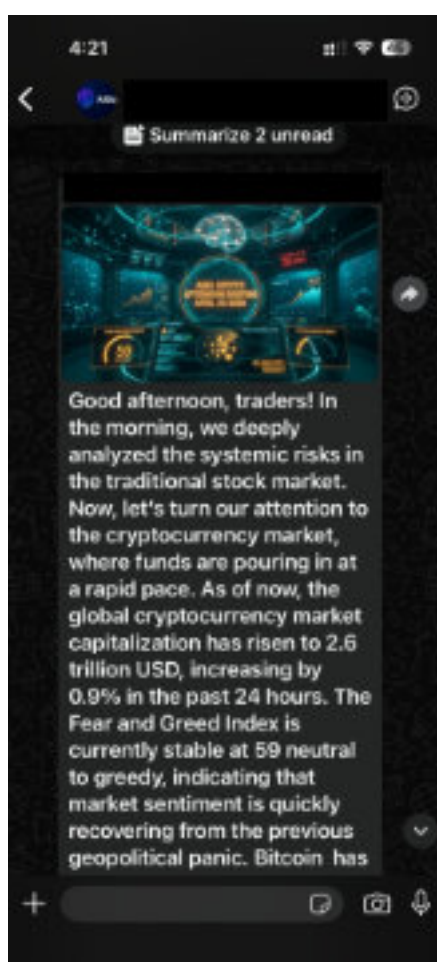 4:21
Summarize 2 unread
59
Good afternoon, traders! In
the morning, we deeply
analyzed the systemic risks in
the traditional stock market.
Now, let's turn our attention to
the cryptocurrency market,
where funds are pouring in at
a rapid pace. As of now, the
global cryptocurrency market
capitalization has risen to 2.6
trillion USD, increasing by
0.9% in the past 24 hours. The
Fear and Greed Index is
currently stable at 59 neutral
to greedy, indicating that
market sentiment is quickly
recovering from the previous
geopolitical panic. Bitcoin has